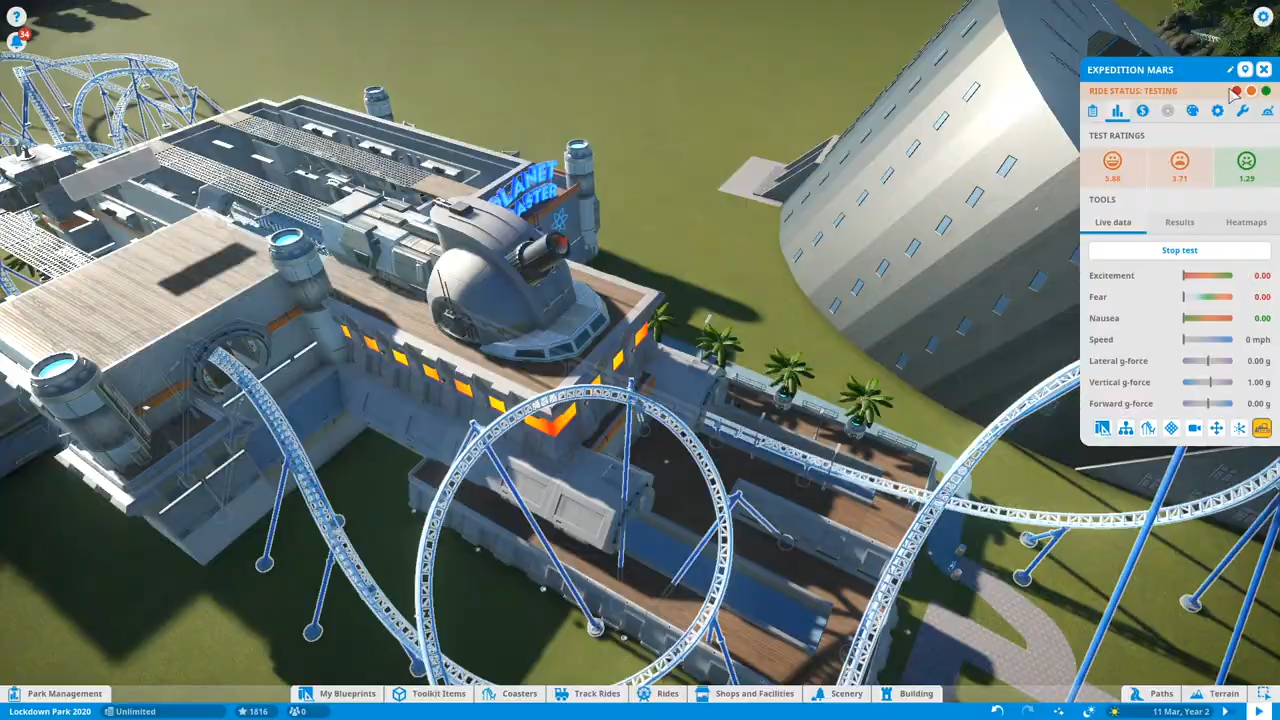 ?
34
EXPEDITION MARS
RIDE STATUS: TESTING
TEST RATINGS
5.88 3.71 1.29
TOOLS
Live data Results Heatmaps
Stop test
Excitement 0.00
Fear 0.00
Nausea 0.00
Speed 0 mph
Lateral g-force 0.00 g
Vertical g-force 1.00 g
Forward g-force 0.00 g
PLANET
COASTER
Park Management My Blueprints Toolkit Items Coasters Track Rides Rides Shops and Facilities Scenery Building Paths Terrain
Lockdown Park 2020 Unlimited 1816 0 11 Mar, Year 2